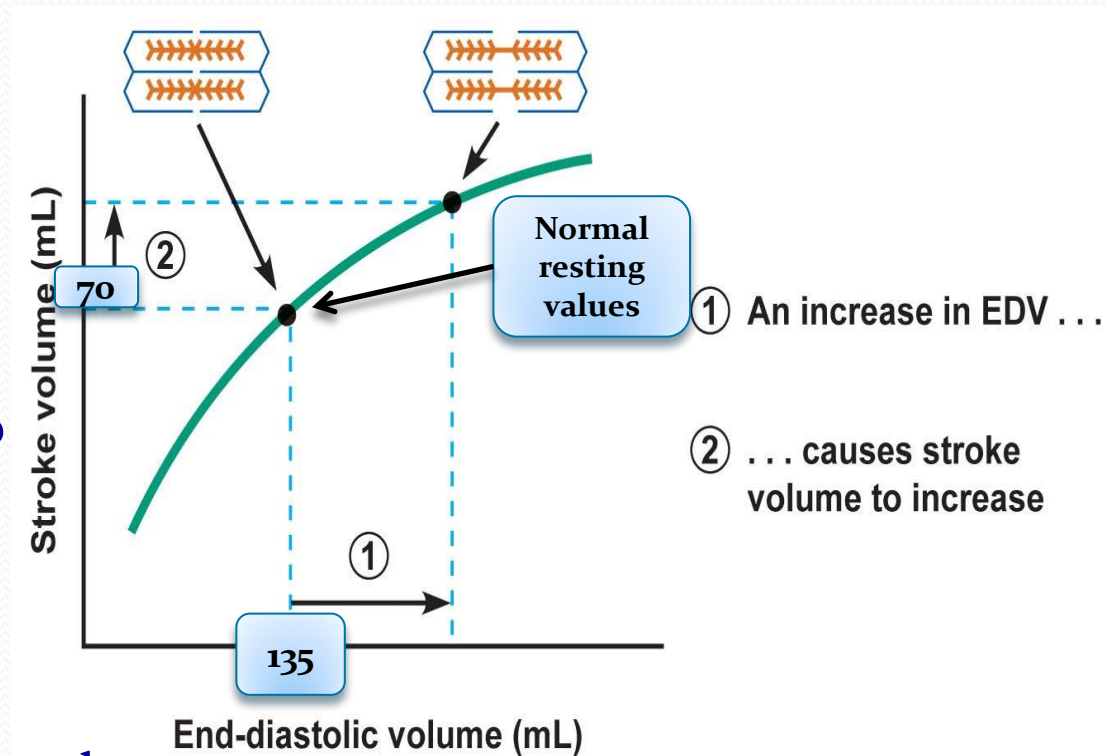 Stroke volume (mL)
②
70
Normal
resting
values
① An increase in EDV . . .
② . . . causes stroke
volume to increase
①
135
End-diastolic volume (mL)